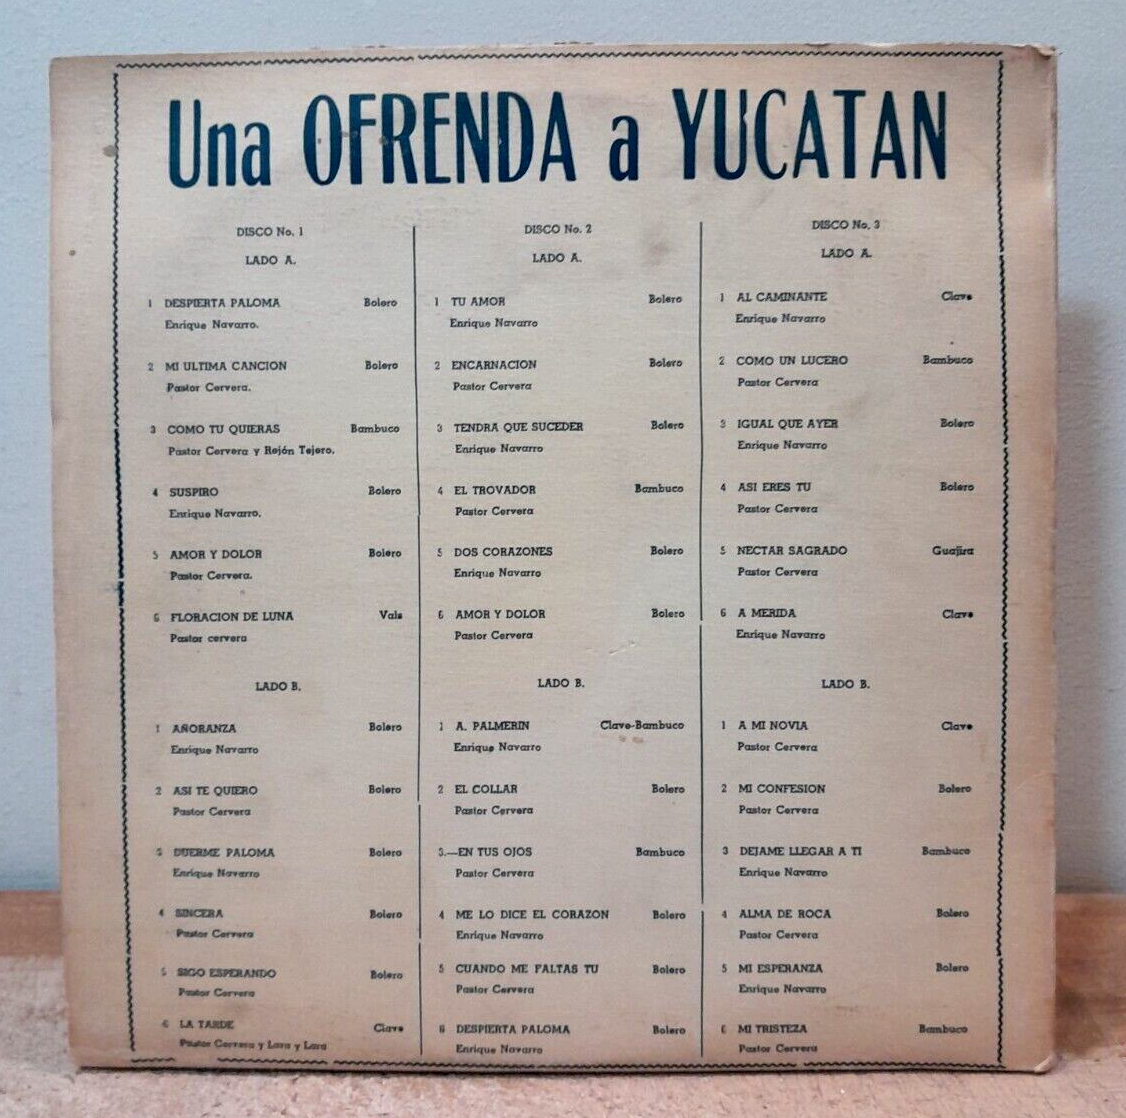 Una OFRENDA a YUCATAN
DISCO No. 1
LADO A.
1 DESPIERTA PALOMA Bolero
Enrique Navarro.
2 MI ULTIMA CANCION Bolero
Pastor Cervera.
3 COMO TU QUIERAS Bambuco
Pastor Cervera y Rejón Tejero.
4 SUSPIRO Bolero
Enrique Navarro.
5 AMOR Y DOLOR Bolero
Pastor Cervera.
6 FLORACION DE LUNA Vals
Pastor cervera
LADO B.
1 AÑORANZA Bolero
Enrique Navarro
2 ASI TE QUIERO Bolero
Pastor Cervera
3 DUERME PALOMA Bolero
Enrique Navarro
4 SINCERA Bolero
Pastor Cervera
5 SIGO ESPERANDO Bolero
Pastor Cervera
6 LA TARDE Clave
Pastor Cervera y Lara y Lara
DISCO No. 2
LADO A.
1 TU AMOR Bolero
Enrique Navarro
2 ENCARNACION Bolero
Pastor Cervera
3 TENDRA QUE SUCEDER Bolero
Enrique Navarro
4 EL TROVADOR Bambuco
Pastor Cervera
5 DOS CORAZONES Bolero
Enrique Navarro
6 AMOR Y DOLOR Bolero
Pastor Cervera
LADO B.
1 A. PALMERIN Clave-Bambuco
Enrique Navarro
2 EL COLLAR Bolero
Pastor Cervera
3.—EN TUS OJOS Bambuco
Pastor Cervera
4 ME LO DICE EL CORAZON Bolero
Enrique Navarro
5 CUANDO ME FALTAS TU Bolero
Pastor Cervera
6 DESPIERTA PALOMA Bolero
Enrique Navarro
DISCO No. 3
LADO A.
1 AL CAMINANTE Clave
Enrique Navarro
2 COMO UN LUCERO Bambuco
Pastor Cervera
3 IGUAL QUE AYER Bolero
Enrique Navarro
4 ASI ERES TU Bolero
Pastor Cervera
5 NECTAR SAGRADO Guajira
Pastor Cervera
6 A MERIDA Clave
Enrique Navarro
LADO B.
1 A MI NOVIA Clave
Pastor Cervera
2 MI CONFESION Bolero
Pastor Cervera
3 DEJAME LLEGAR A TI Bambuco
Enrique Navarro
4 ALMA DE ROCA Bolero
Pastor Cervera
5 MI ESPERANZA Bolero
Enrique Navarro
6 MI TRISTEZA Bambuco
Pastor Cervera